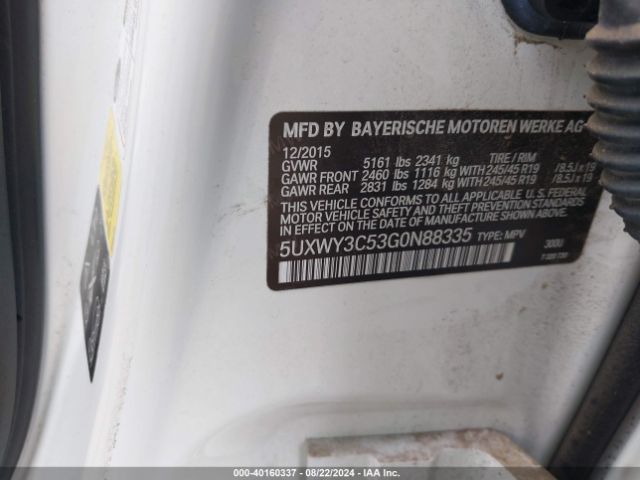 MFD BY BAYERISCHE MOTOREN WERKE AG
12/2015
GVWR 5161 lbs 2341 kg TIRE / RIM
GAWR FRONT 2460 lbs 1116 kg WITH 245/45 R19 / 8.5J x 19
GAWR REAR 2831 lbs 1284 kg WITH 245/45 R19 / 8.5J x 19
THIS VEHICLE CONFORMS TO ALL APPLICABLE U.S. FEDERAL
MOTOR VEHICLE SAFETY AND THEFT PREVENTION STANDARDS
IN EFFECT ON THE DATE OF MANUFACTURE SHOWN ABOVE.
5UXWY3C53G0N88335 TYPE: MPV 300U
000-40160337 - 08/22/2024 - IAA Inc.